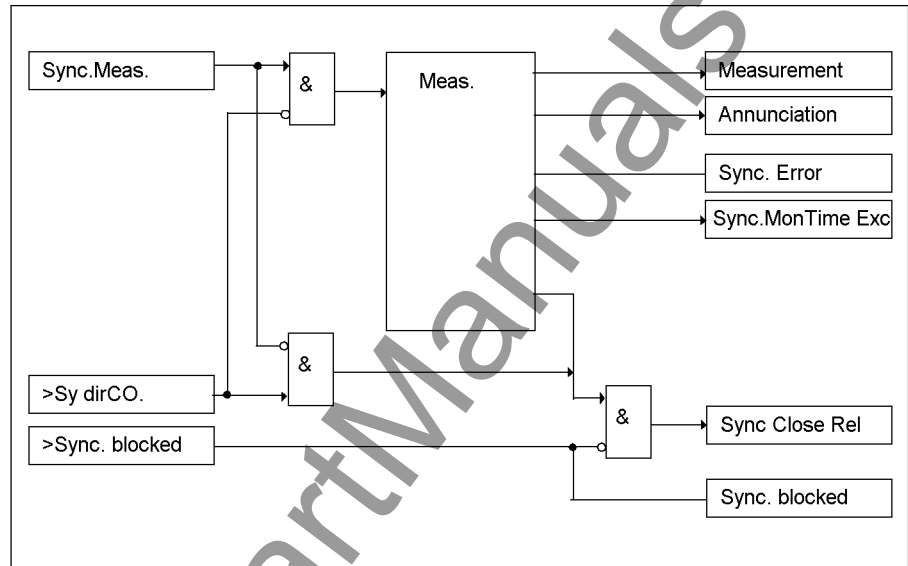 Sync.Meas.
&
Meas.
Measurement
Annunciation
Sync. Error
Sync.MonTime Exc
&
>Sy dirCO.
>Sync. blocked
&
Sync Close Rel
Sync. blocked
artManuals